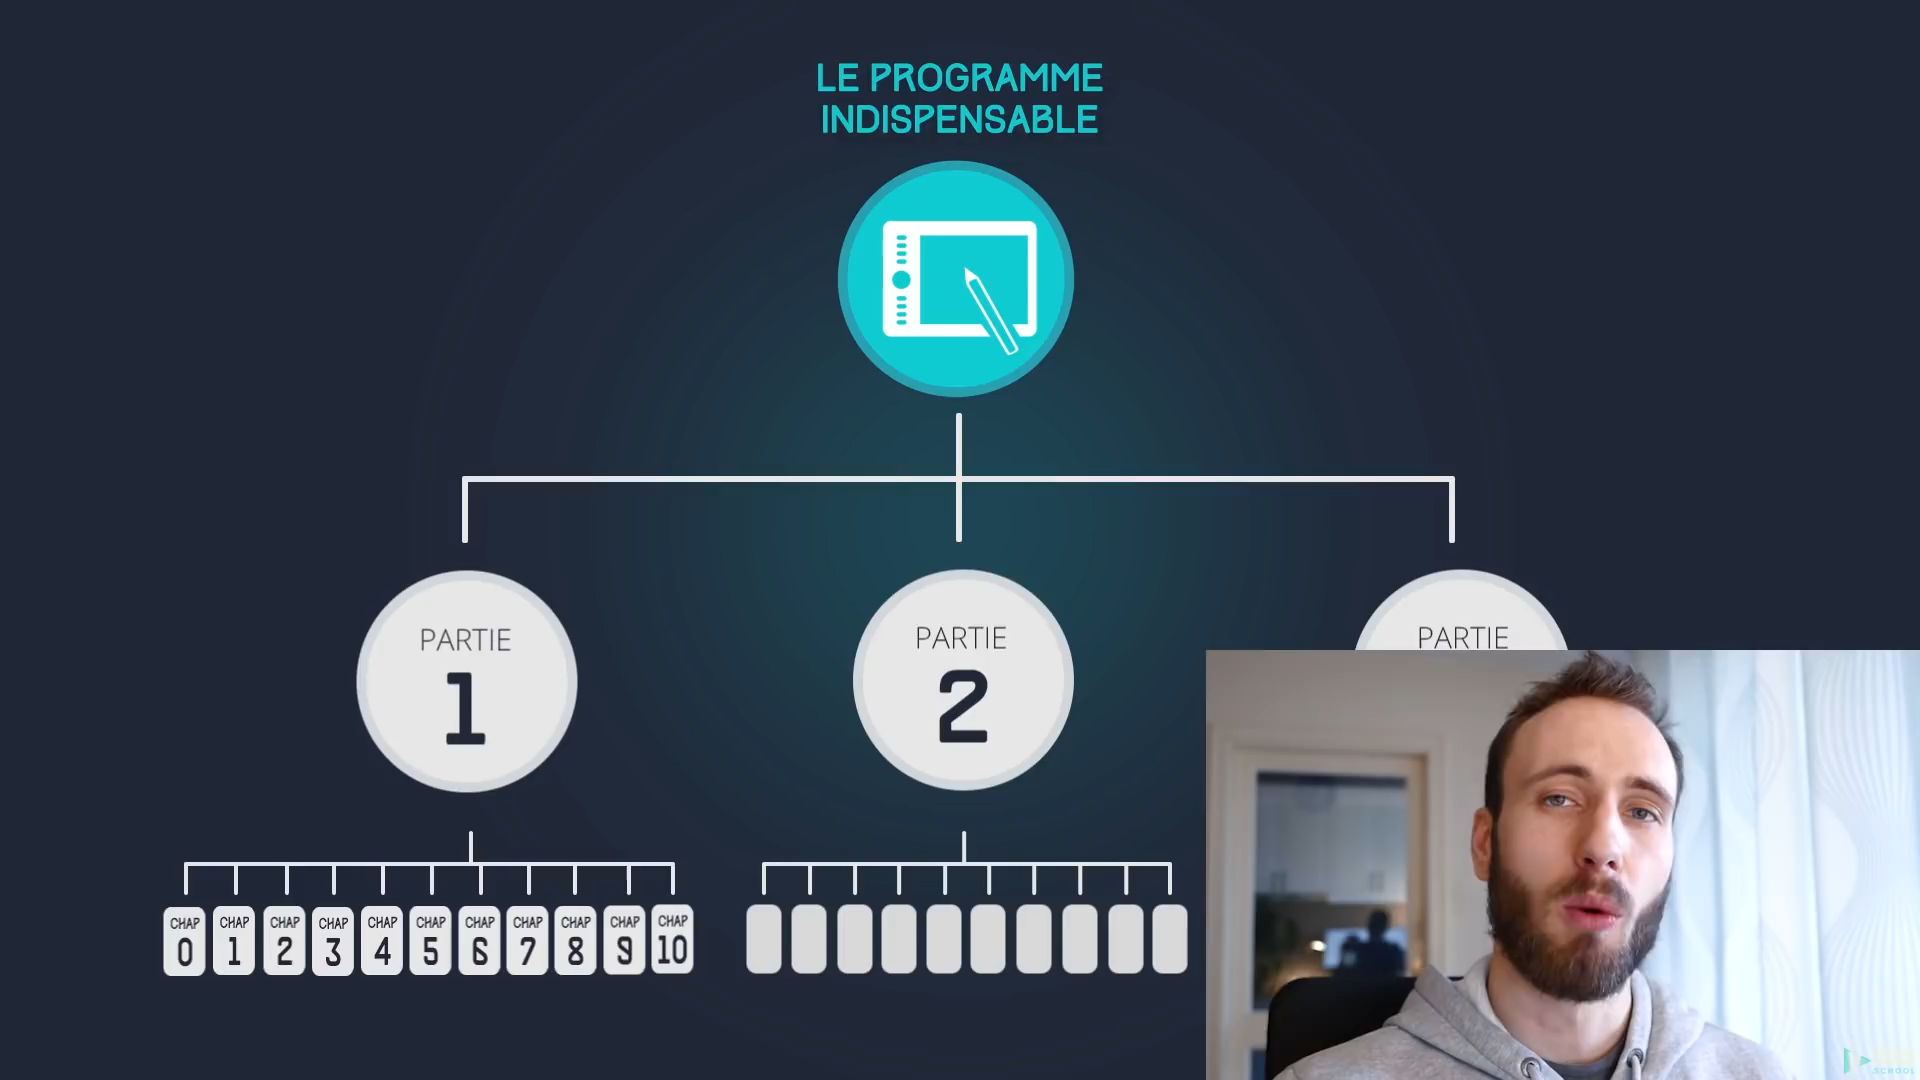 LE PROGRAMME
INDISPENSABLE
PARTIE
1
PARTIE
2
PARTIE
CHAP
0
CHAP
1
CHAP
2
CHAP
3
CHAP
4
CHAP
5
CHAP
6
CHAP
7
CHAP
8
CHAP
9
CHAP
10
.SCHOOL